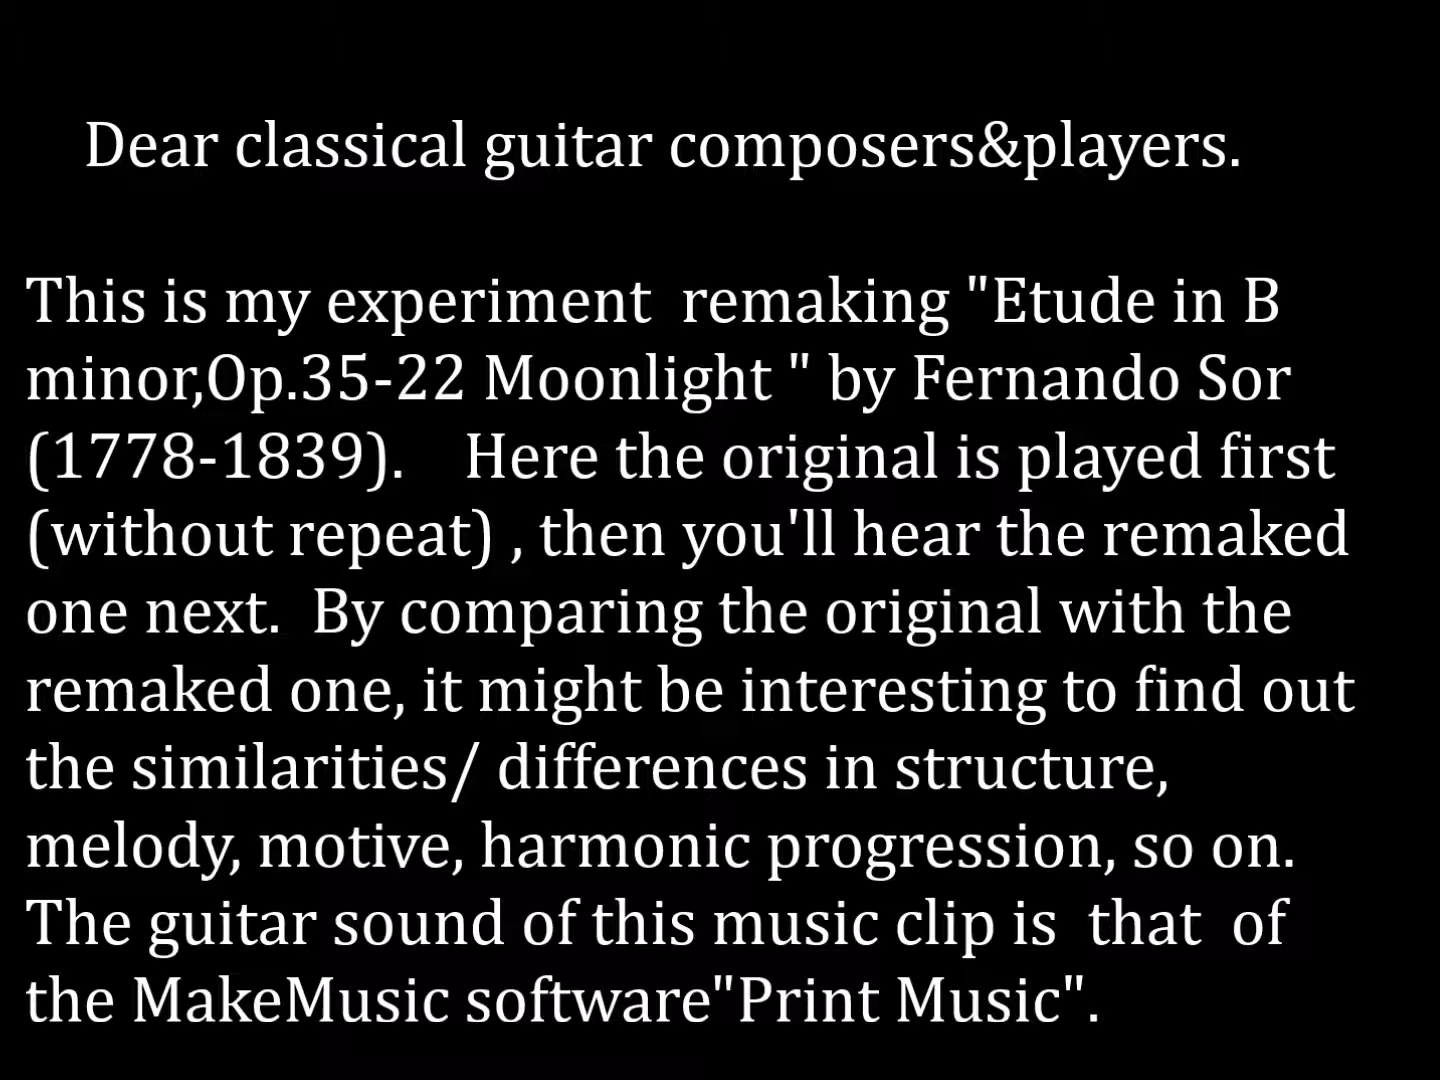 Dear classical guitar composers&players.
This is my experiment  remaking "Etude in B
minor,Op.35-22 Moonlight " by Fernando Sor
(1778-1839).    Here the original is played first
(without repeat) , then you'll hear the remaked
one next.  By comparing the original with the
remaked one, it might be interesting to find out
the similarities/ differences in structure,
melody, motive, harmonic progression, so on.
The guitar sound of this music clip is  that  of
the MakeMusic software"Print Music".